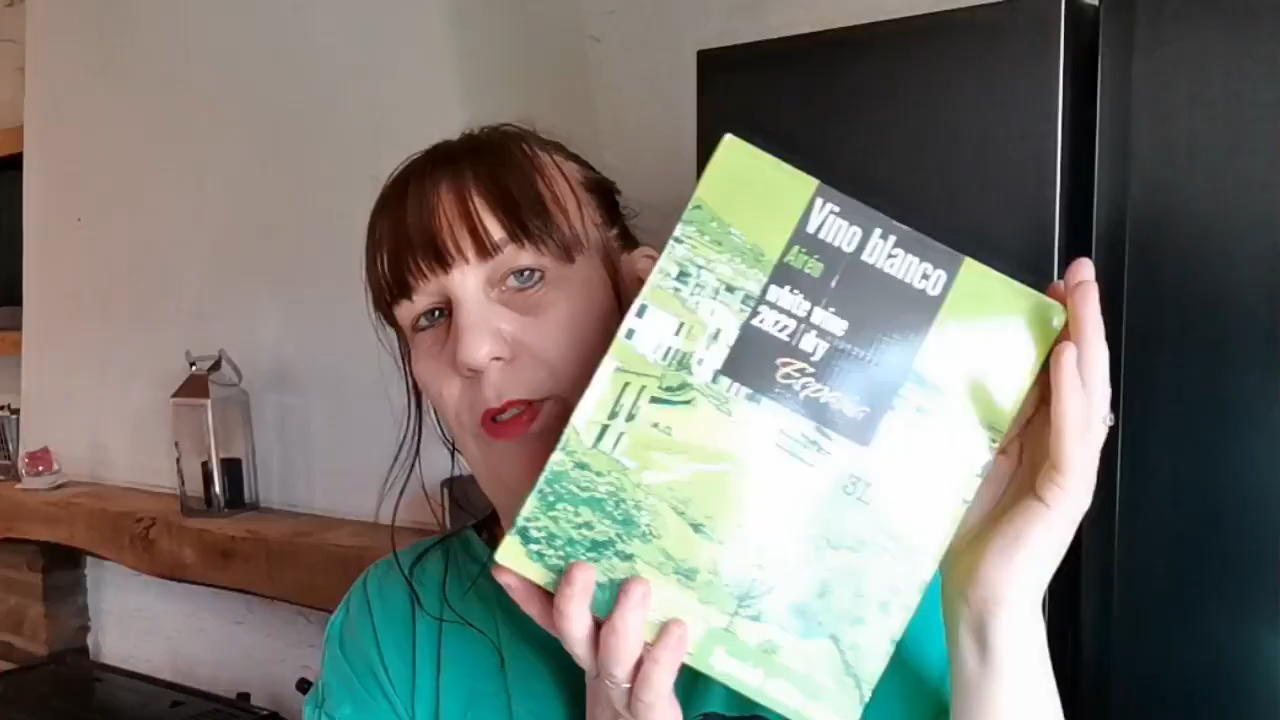 Vino blanco
Airén
white wine
2022 dry
España
3L